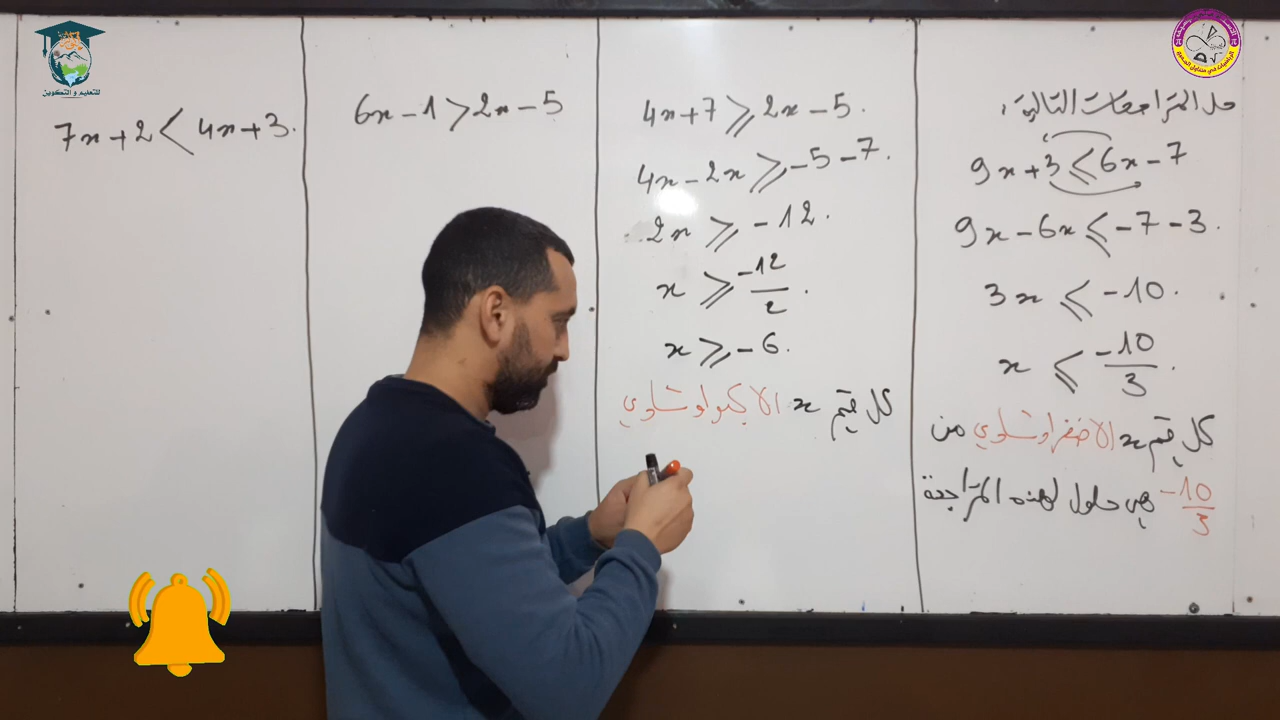 حل المتراجحات التالية:
9x + 3 ⩽ 6x - 7
9x - 6x ⩽ -7 - 3.
3x ⩽ -10.
x ⩽ -10/3.
كل قيم x الأصغر أو تساوي من
-10/3 هي حلول لهذه المتراجحة
4x + 7 ⩾ 2x - 5.
4x - 2x ⩾ -5 - 7.
2x ⩾ -12.
x ⩾ -12/2.
x ⩾ -6.
كل قيم x الأكبر أو تساوي
6x - 1 > 2x - 5
7x + 2 < 4x + 3.
للتعليم و التكوين